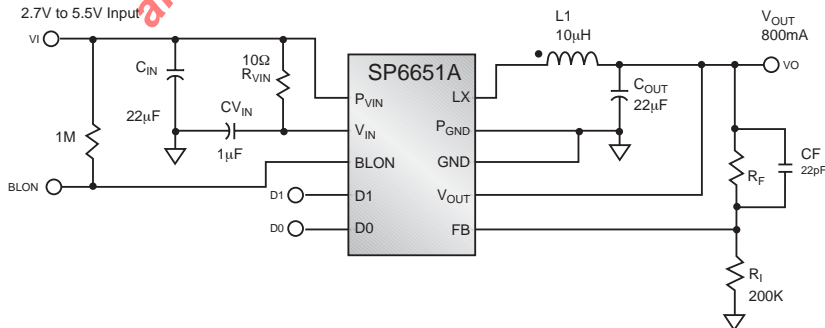 2.7V to 5.5V Input
VI
CIN
22µF
10Ω
RVIN
CVIN
1µF
1M
BLON
D1
D0
SP6651A
PVIN
VIN
BLON
D1
D0
LX
PGND
GND
VOUT
FB
L1
10µH
VOUT
800mA
VO
COUT
22µF
RF
CF
22pF
RI
200K